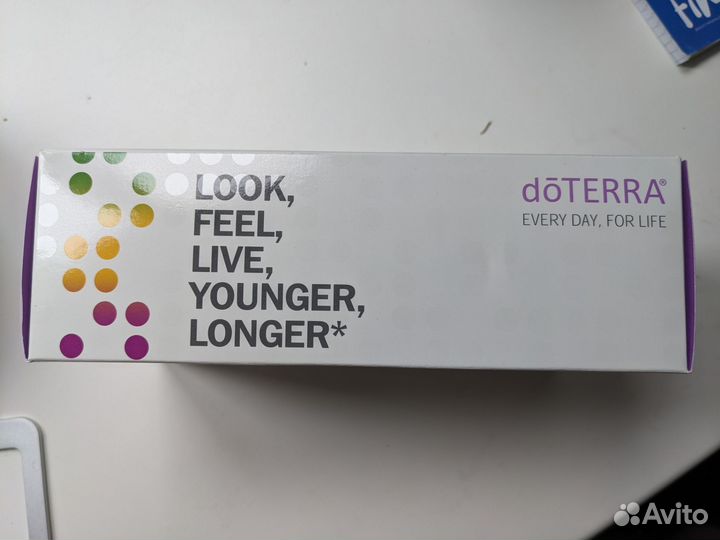 LOOK,
FEEL,
LIVE,
YOUNGER,
LONGER*
dōTERRA®
EVERY DAY, FOR LIFE
Avito